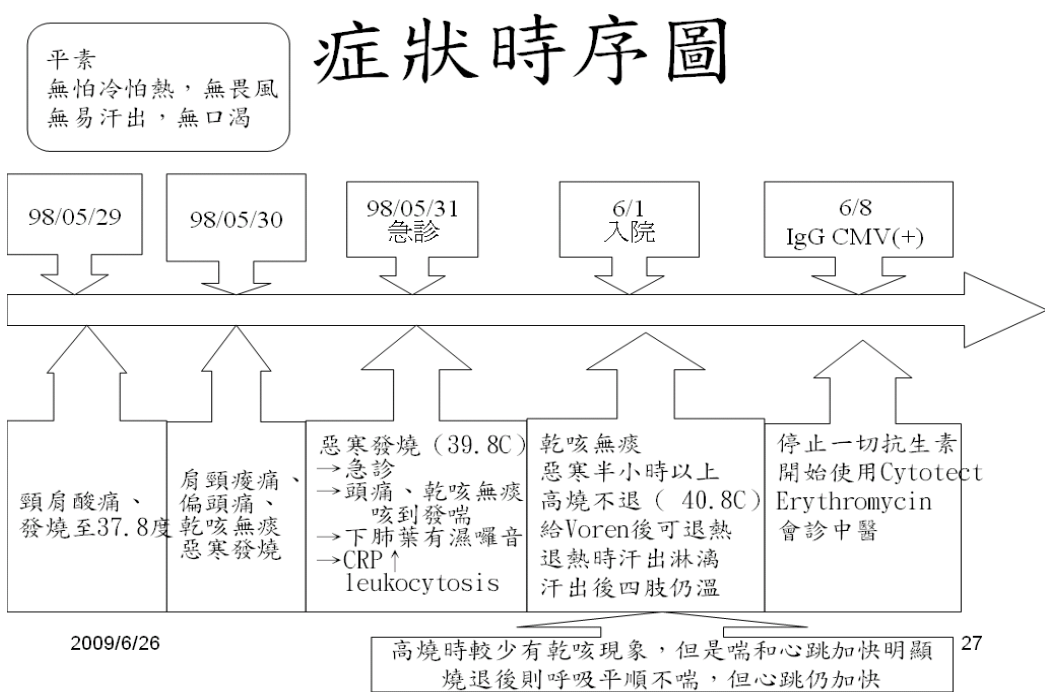 症狀時序圖
平素
無怕冷怕熱，無畏風
無易汗出，無口渴
98/05/29
98/05/30
98/05/31
急診
6/1
入院
6/8
IgG CMV(+)
頸肩酸痛、
發燒至37.8度
肩頸痠痛、
偏頭痛、
乾咳無痰
惡寒發燒
惡寒發燒（39.8C）
→急診
→頭痛、乾咳無痰
咳到發喘
→下肺葉有濕囉音
→CRP↑
leukocytosis
乾咳無痰
惡寒半小時以上
高燒不退（ 40.8C）
給Voren後可退熱
退熱時汗出淋漓
汗出後四肢仍溫
停止一切抗生素
開始使用Cytotect
Erythromycin
會診中醫
高燒時較少有乾咳現象，但是喘和心跳加快明顯
燒退後則呼吸平順不喘，但心跳仍加快
2009/6/26
27